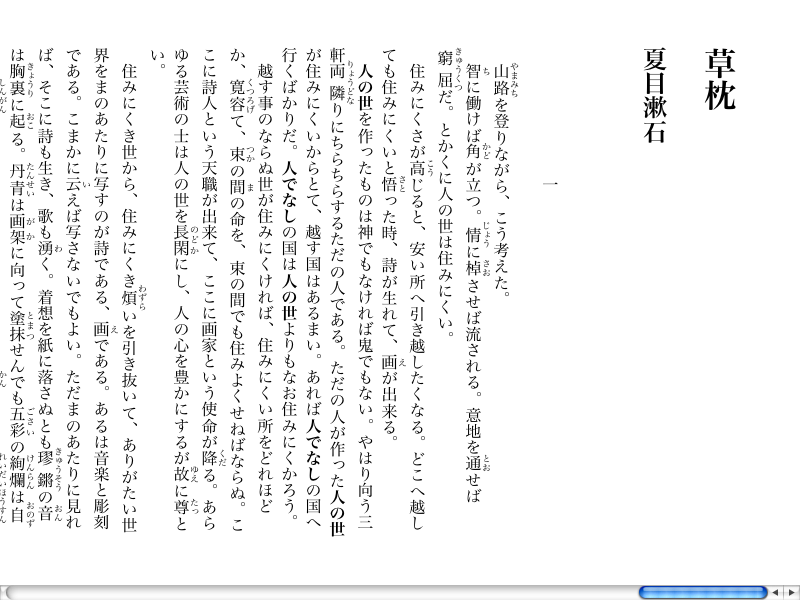 草枕
夏目漱石
一
山路を登りながら、こう考えた。
智に働けば角が立つ。情に棹させば流される。意地を通せば
窮屈だ。とかくに人の世は住みにくい。
住みにくさが高じると、安い所へ引き越したくなる。どこへ越し
ても住みにくいと悟った時、詩が生れて、画が出来る。
人の世を作ったものは神でもなければ鬼でもない。やはり向う三
軒両隣りにちらちらするただの人である。ただの人が作った人の世
が住みにくいからとて、越す国はあるまい。あれば人でなしの国へ
行くばかりだ。人でなしの国は人の世よりもなお住みにくかろう。
越す事のならぬ世が住みにくければ、住みにくい所をどれほど
か、寛容て、束の間の命を、束の間でも住みよくせねばならぬ。こ
こに詩人という天職が出来て、ここに画家という使命が降る。あら
ゆる芸術の士は人の世を長閑にし、人の心を豊かにするが故に尊と
い。
住みにくき世から、住みにくき煩いを引き抜いて、ありがたい世
界をまのあたりに写すのが詩である、画である。あるは音楽と彫刻
である。こまかに云えば写さないでもよい。ただまのあたりに見れ
ば、そこに詩も生き、歌も湧く。着想を紙に落さぬとも璆鏘の音
は胸裏に起る。丹青は画架に向って塗抹せんでも五彩の絢爛は自